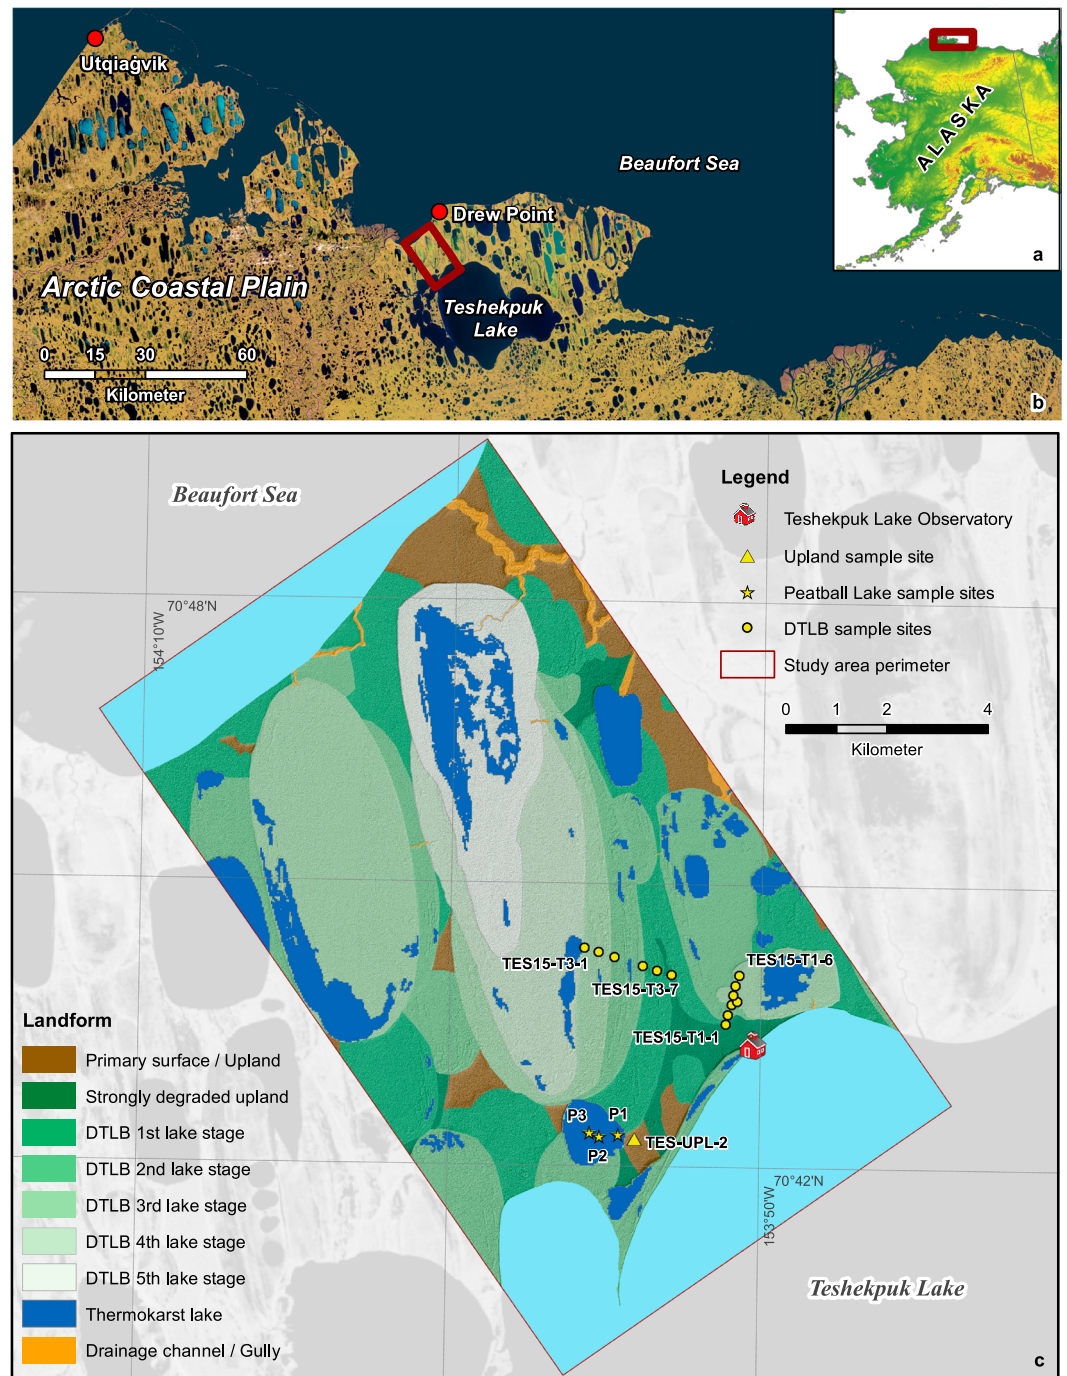 Utqiaġvik
Beaufort Sea
Drew Point
Arctic Coastal Plain
Teshekpuk
Lake
0 15 30 60
Kilometer
b
ALASKA
a
Beaufort Sea
Legend
Teshekpuk Lake Observatory
Upland sample site
Peatball Lake sample sites
DTLB sample sites
Study area perimeter
0 1 2 4
Kilometer
70°48'N
154°10'W
TES15-T3-1
TES15-T3-7
TES15-T1-6
TES15-T1-1
P3
P1
P2
TES-UPL-2
70°42'N
153°50'W
Teshekpuk Lake
Landform
Primary surface / Upland
Strongly degraded upland
DTLB 1st lake stage
DTLB 2nd lake stage
DTLB 3rd lake stage
DTLB 4th lake stage
DTLB 5th lake stage
Thermokarst lake
Drainage channel / Gully
c